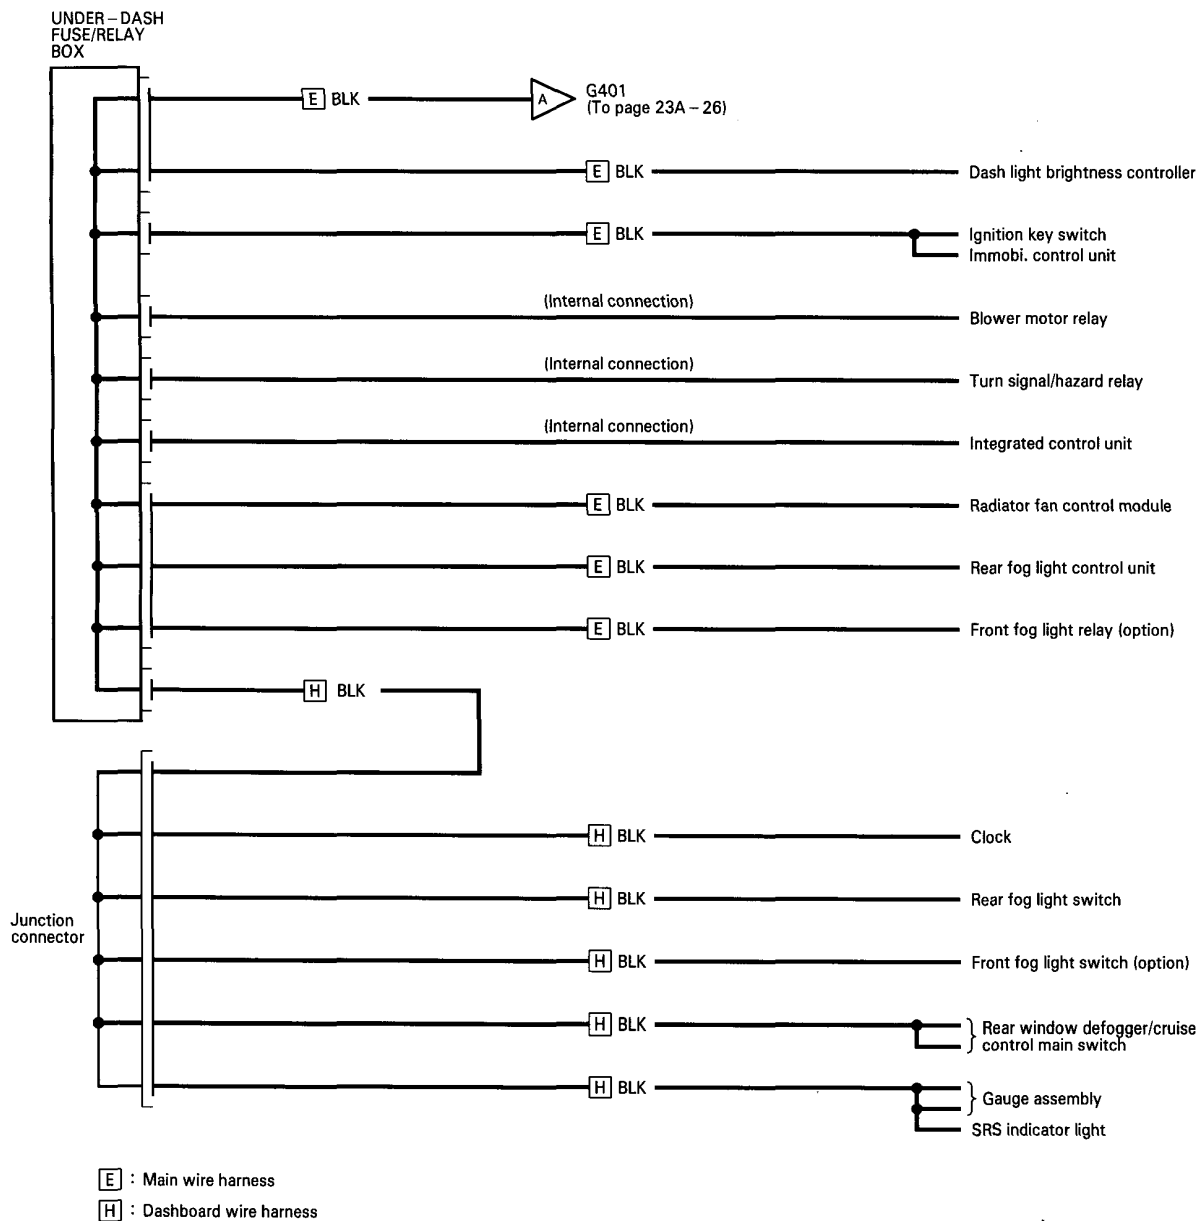 UNDER – DASH
FUSE/RELAY
BOX
E BLK
A
G401
(To page 23A – 26)
E BLK
Dash light brightness controller
E BLK
Ignition key switch
Immobi. control unit
(Internal connection)
Blower motor relay
(Internal connection)
Turn signal/hazard relay
(Internal connection)
Integrated control unit
E BLK
Radiator fan control module
E BLK
Rear fog light control unit
E BLK
Front fog light relay (option)
H BLK
Junction
connector
H BLK
Clock
H BLK
Rear fog light switch
H BLK
Front fog light switch (option)
H BLK
Rear window defogger/cruise
control main switch
H BLK
Gauge assembly
SRS indicator light
E : Main wire harness
H : Dashboard wire harness